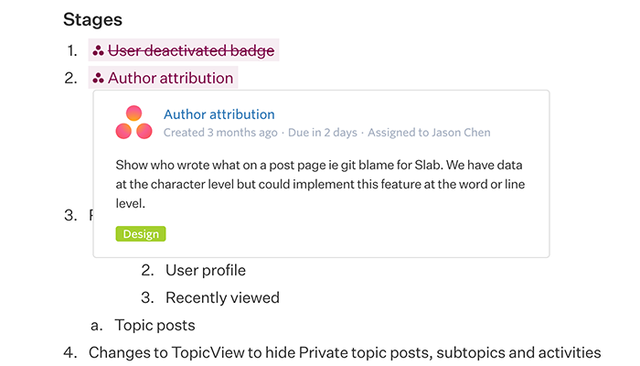 Stages
1. User deactivated badge
2. Author attribution
Author attribution
Created 3 months ago · Due in 2 days · Assigned to Jason Chen
Show who wrote what on a post page ie git blame for Slab. We have data
at the character level but could implement this feature at the word or line
level.
Design
3.
2. User profile
3. Recently viewed
a. Topic posts
4. Changes to TopicView to hide Private topic posts, subtopics and activities